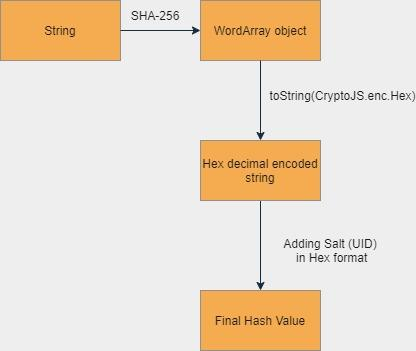 String
SHA-256
WordArray object
toString(CryptoJS.enc.Hex)
Hex decimal encoded
string
Adding Salt (UID)
in Hex format
Final Hash Value